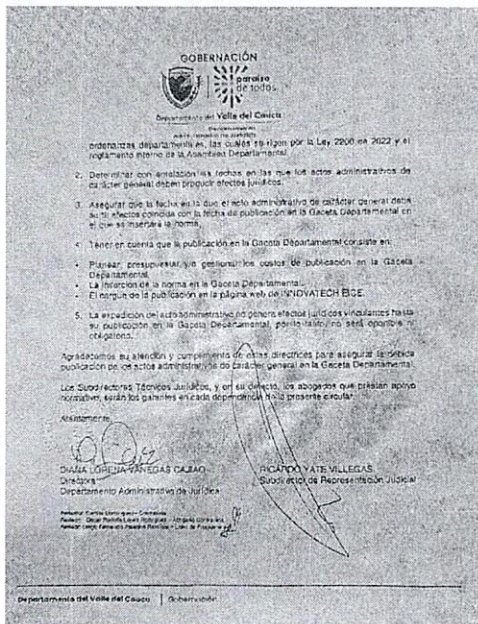 GOBERNACIÓN
paraíso
de todos
Departamento del Valle del Cauca
ordenanzas departamentales, las cuales se rigen por la Ley 2200 de 2022 y el
reglamento interno de la Asamblea Departamental.
2. Determinar con antelación las fechas en las que los actos administrativos de
carácter general deben producir efectos jurídicos.
3. Asegurar que la fecha en la que el acto administrativo de carácter general deba
surtir efectos coincida con la fecha de publicación en la Gaceta Departamental en
el que se insertará la norma.
4. Tener en cuenta que la publicación en la Gaceta Departamental consiste en:
• Planear, presupuestar y/o gestionar los costos de publicación en la Gaceta
Departamental.
• La inserción de la norma en la Gaceta Departamental.
• El cargue de la publicación en la página web de INNOVATECH EICE.
5. La expedición del acto administrativo no genera efectos jurídicos vinculantes hasta
su publicación en la Gaceta Departamental, por lo tanto, no será oponible ni
obligatorio.
Agradecemos su atención y cumplimiento de estas directrices para asegurar la debida
publicación de los actos administrativos de carácter general en la Gaceta Departamental.
Los Subdirectores Técnicos Jurídicos, y en su defecto, los abogados que prestan apoyo
normativo, serán los garantes en cada dependencia de la presente circular.
Atentamente,
DIANA LORENA VANEGAS CAJIAO
Directora
Departamento Administrativo de Jurídica
RICARDO YATE VILLEGAS
Subdirector de Representación Judicial
Departamento del Valle del Cauca | Gobernación